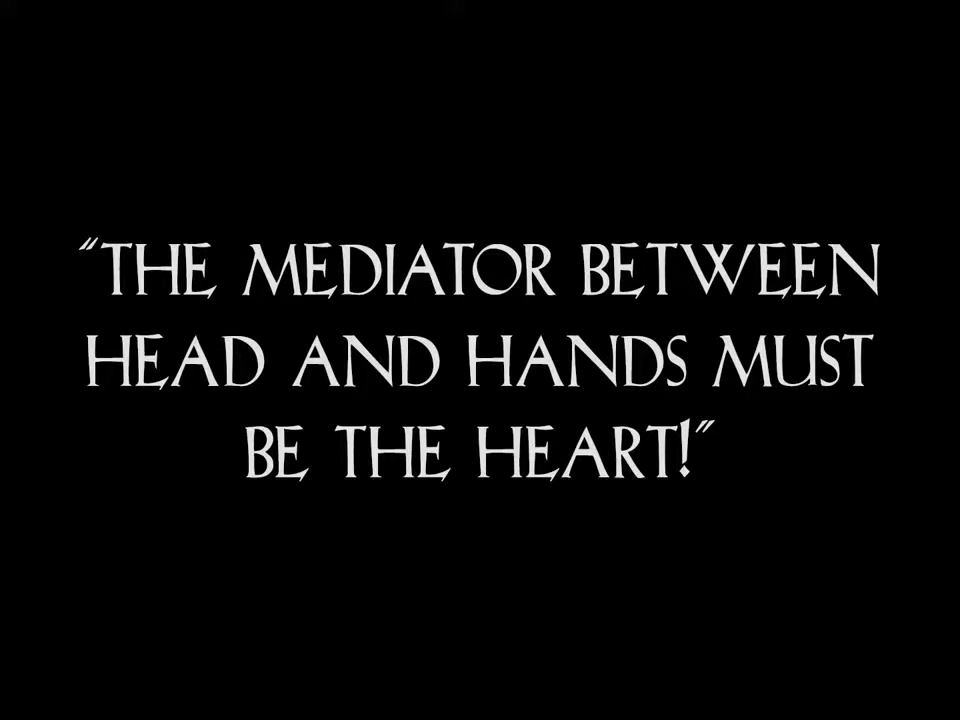 "THE MEDIATOR BETWEEN
HEAD AND HANDS MUST
BE THE HEART!"